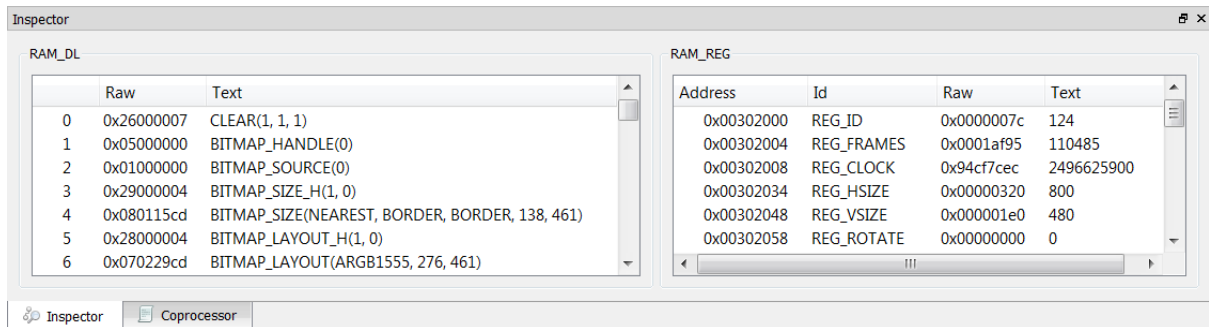 Inspector
RAM_DL
Raw Text
0 0x26000007 CLEAR(1, 1, 1)
1 0x05000000 BITMAP_HANDLE(0)
2 0x01000000 BITMAP_SOURCE(0)
3 0x29000004 BITMAP_SIZE_H(1, 0)
4 0x080115cd BITMAP_SIZE(NEAREST, BORDER, BORDER, 138, 461)
5 0x28000004 BITMAP_LAYOUT_H(1, 0)
6 0x070229cd BITMAP_LAYOUT(ARGB1555, 276, 461)
RAM_REG
Address Id Raw Text
0x00302000 REG_ID 0x0000007c 124
0x00302004 REG_FRAMES 0x0001af95 110485
0x00302008 REG_CLOCK 0x94cf7cec 2496625900
0x00302034 REG_HSIZE 0x00000320 800
0x00302048 REG_VSIZE 0x000001e0 480
0x00302058 REG_ROTATE 0x00000000 0
Inspector Coprocessor